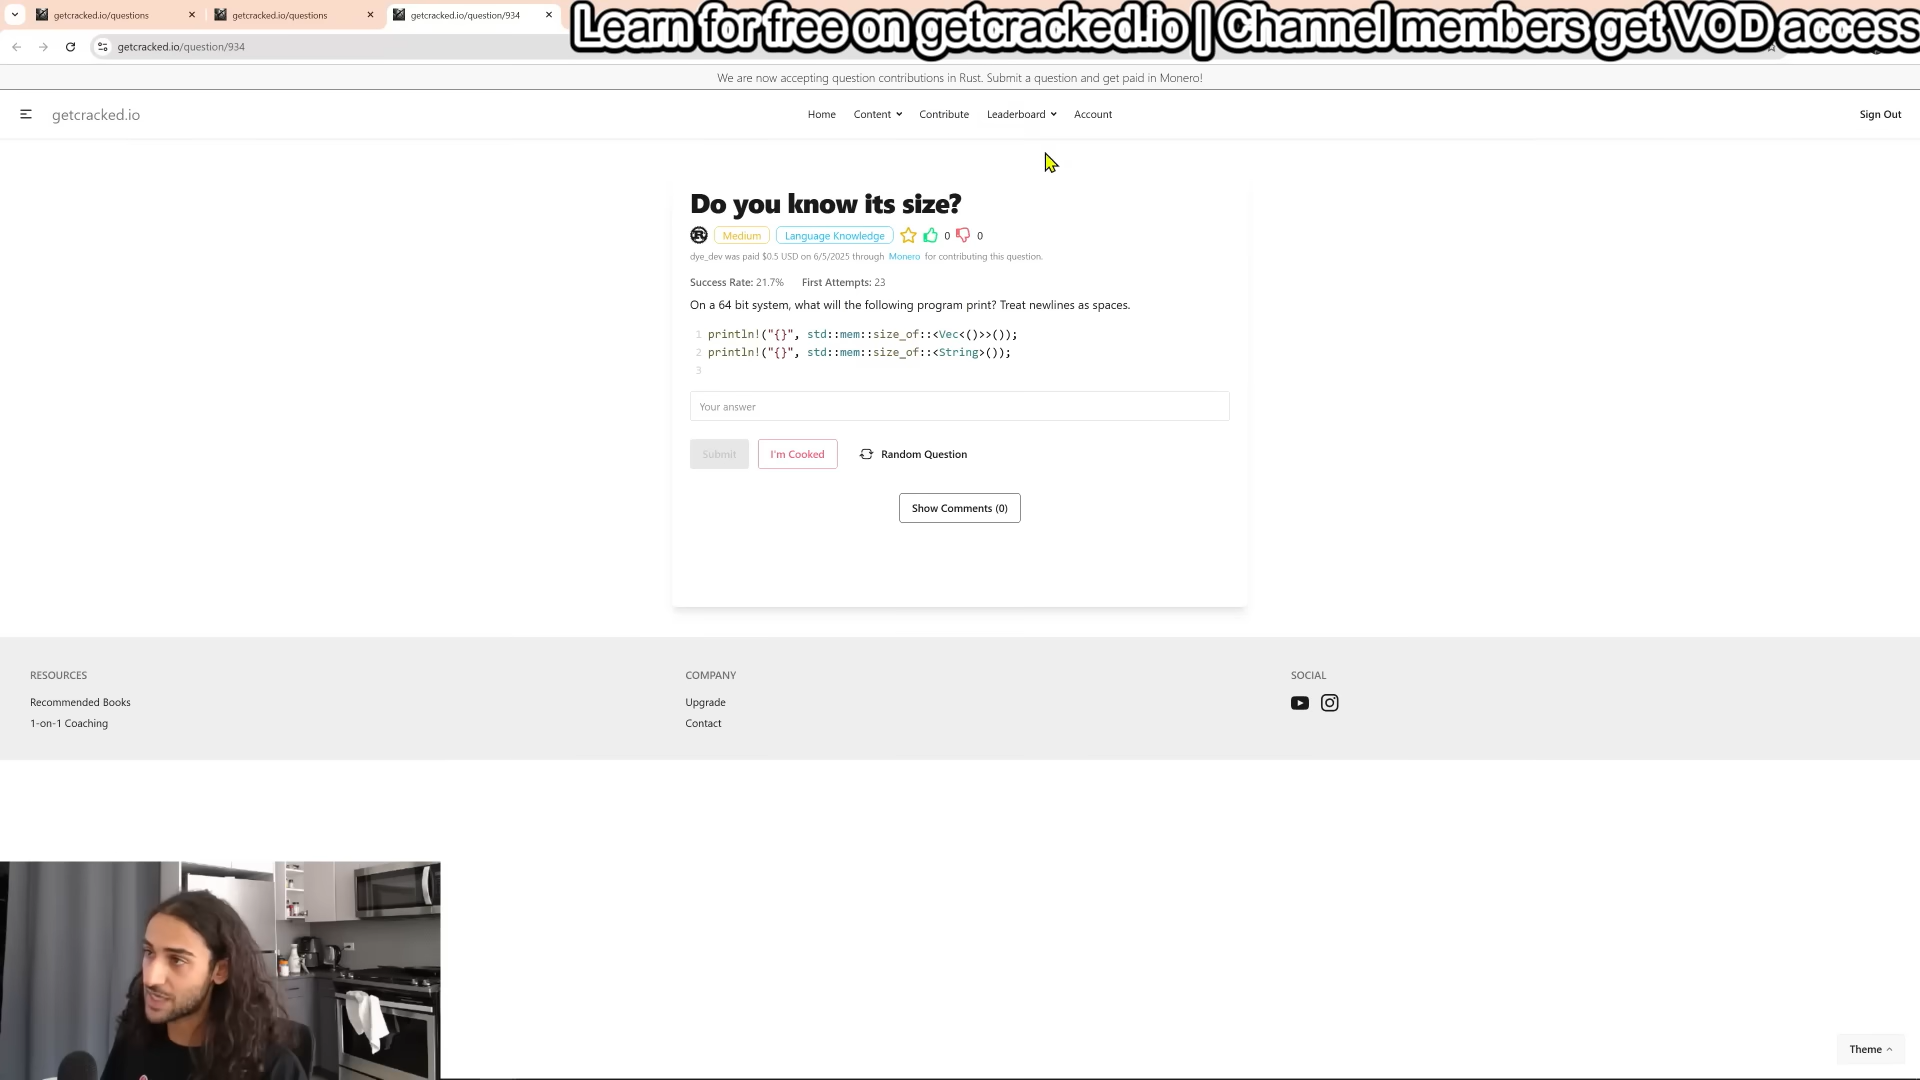 getcracked.io/questions
getcracked.io/questions
getcracked.io/question/934
Learn for free on getcracked.io | Channel members get VOD access
getcracked.io/question/934
We are now accepting question contributions in Rust. Submit a question and get paid in Monero!
getcracked.io
Home
Content
Contribute
Leaderboard
Account
Sign Out
Do you know its size?
Medium
Language Knowledge
0
0
dye_dev was paid $0.5 USD on 6/5/2025 through Monero for contributing this question.
Success Rate: 21.7% First Attempts: 23
On a 64 bit system, what will the following program print? Treat newlines as spaces.
1 println!("{}", std::mem::size_of::<Vec<()>>());
2 println!("{}", std::mem::size_of::<String>());
3
Your answer
Submit
I'm Cooked
Random Question
Show Comments (0)
RESOURCES
Recommended Books
1-on-1 Coaching
COMPANY
Upgrade
Contact
SOCIAL
Theme